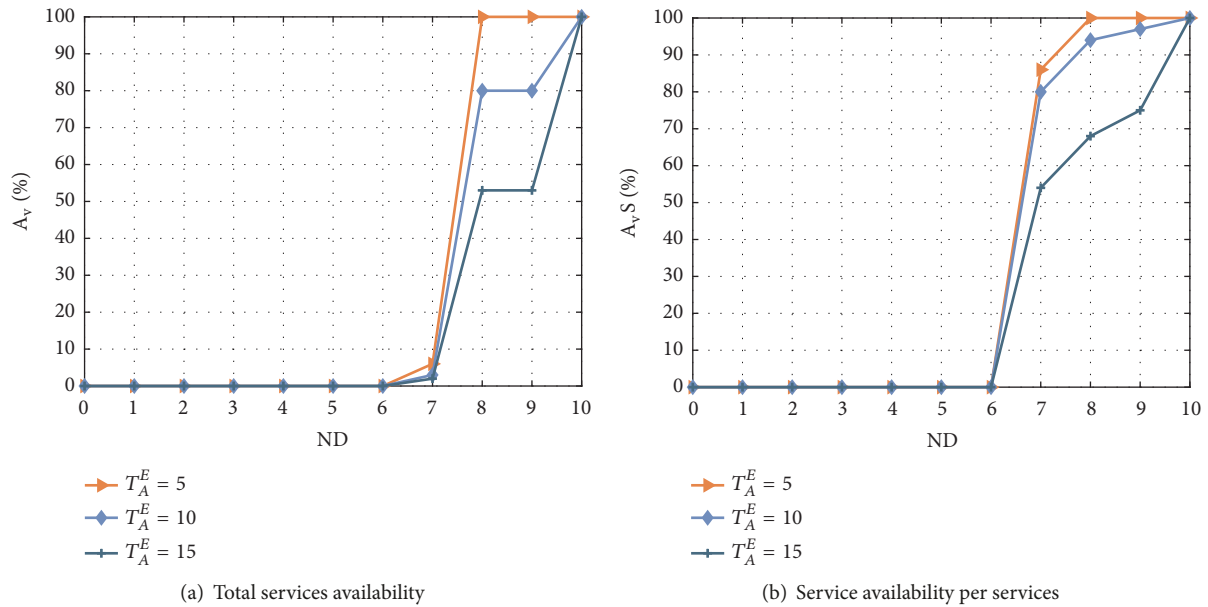 100
90
80
70
60
50
40
30
20
10
0
A_v (%)
0 1 2 3 4 5 6 7 8 9 10
ND
T_A^E = 5
T_A^E = 10
T_A^E = 15
(a) Total services availability
100
90
80
70
60
50
40
30
20
10
0
A_v S (%)
0 1 2 3 4 5 6 7 8 9 10
ND
T_A^E = 5
T_A^E = 10
T_A^E = 15
(b) Service availability per services